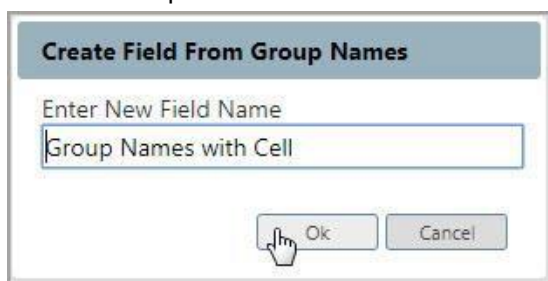 Create Field From Group Names
Enter New Field Name
Group Names with Cell
Ok Cancel